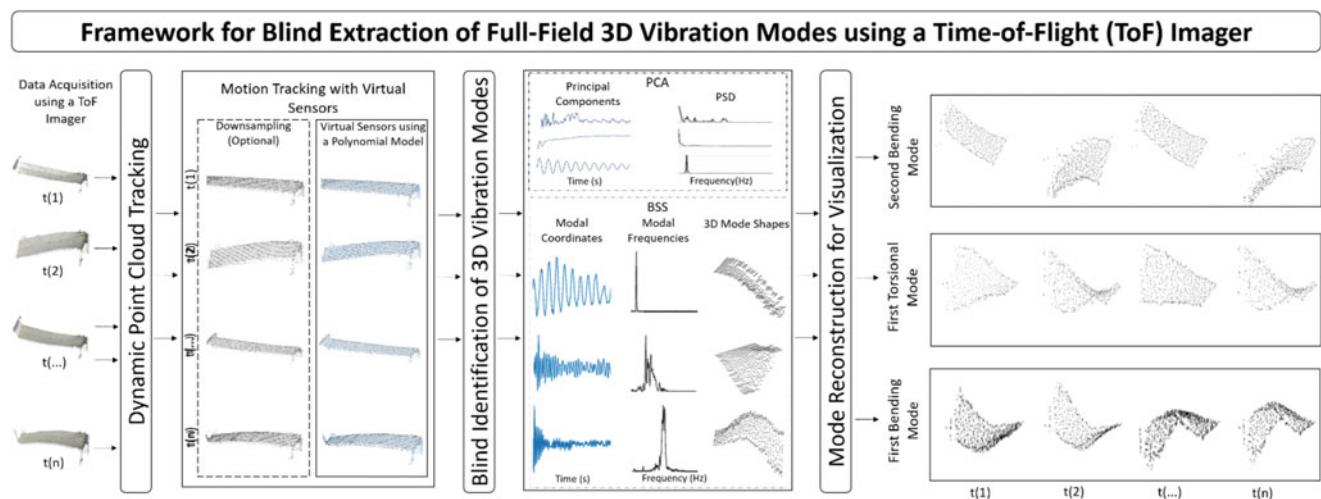 Framework for Blind Extraction of Full-Field 3D Vibration Modes using a Time-of-Flight (ToF) Imager
Data Acquisition
using a ToF
Imager
t(1)
t(2)
t(...)
t(n)
Dynamic Point Cloud Tracking
Motion Tracking with Virtual
Sensors
Downsampling
(Optional)
Virtual Sensors using
a Polynomial Model
t(1)
t(2)
t(...)
t(n)
Blind Identification of 3D Vibration Modes
PCA
Principal
Components
PSD
Time (s)
Frequency(Hz)
BSS
Modal
Coordinates
Modal
Frequencies
3D Mode Shapes
Time (s)
Frequency (Hz)
Mode Reconstruction for Visualization
Second Bending
Mode
First Torsional
Mode
First Bending
Mode
t(1)
t(2)
t(...)
t(n)